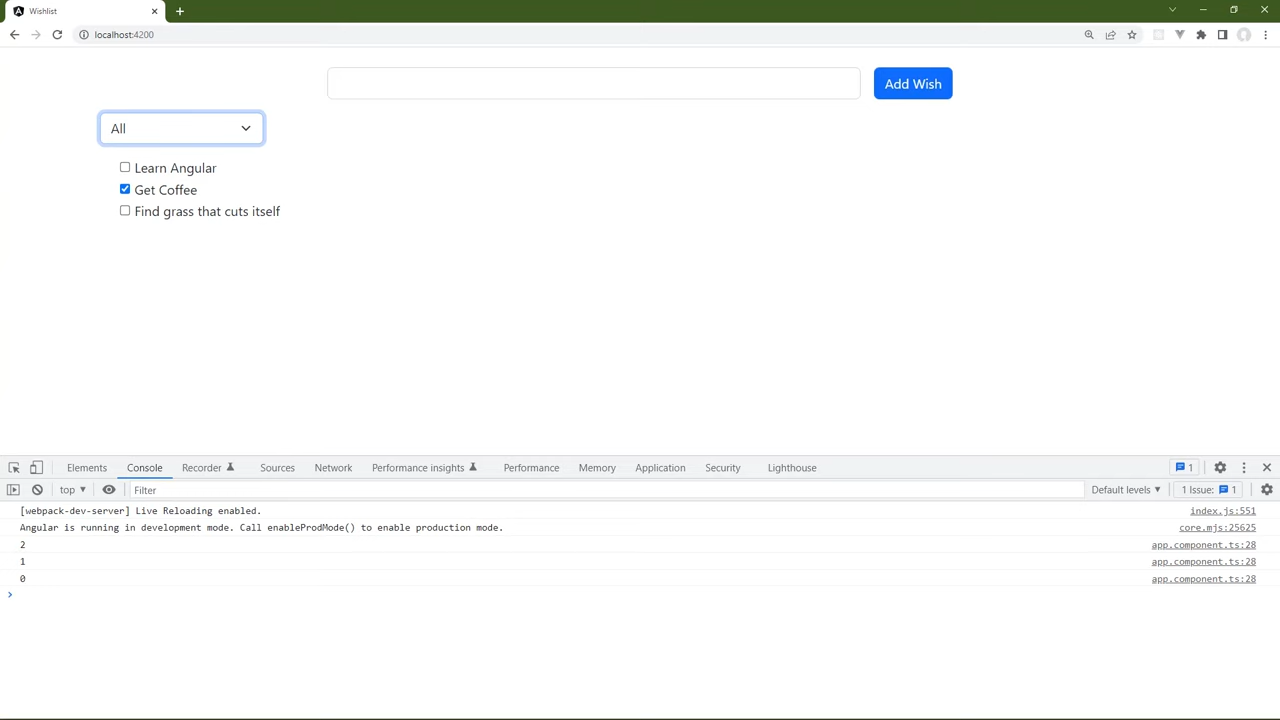 Wishlist
localhost:4200
Add Wish
All
Learn Angular
Get Coffee
Find grass that cuts itself
Elements Console Recorder Sources Network Performance insights Performance Memory Application Security Lighthouse 1
top Filter Default levels 1 Issue: 1
[webpack-dev-server] Live Reloading enabled. index.js:551
Angular is running in development mode. Call enableProdMode() to enable production mode. core.mjs:25625
2 app.component.ts:28
1 app.component.ts:28
0 app.component.ts:28